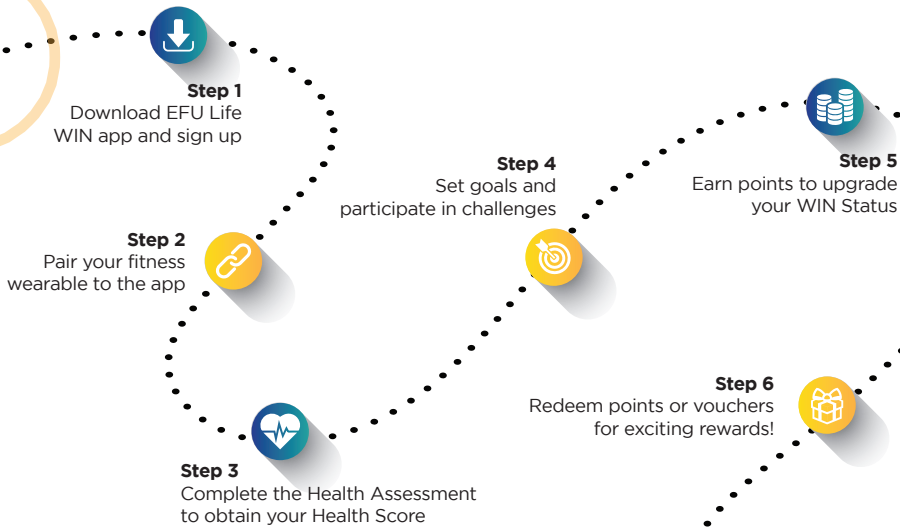 Step 1
Download EFU Life
WIN app and sign up
Step 2
Pair your fitness
wearable to the app
Step 3
Complete the Health Assessment
to obtain your Health Score
Step 4
Set goals and
participate in challenges
Step 5
Earn points to upgrade
your WIN Status
Step 6
Redeem points or vouchers
for exciting rewards!